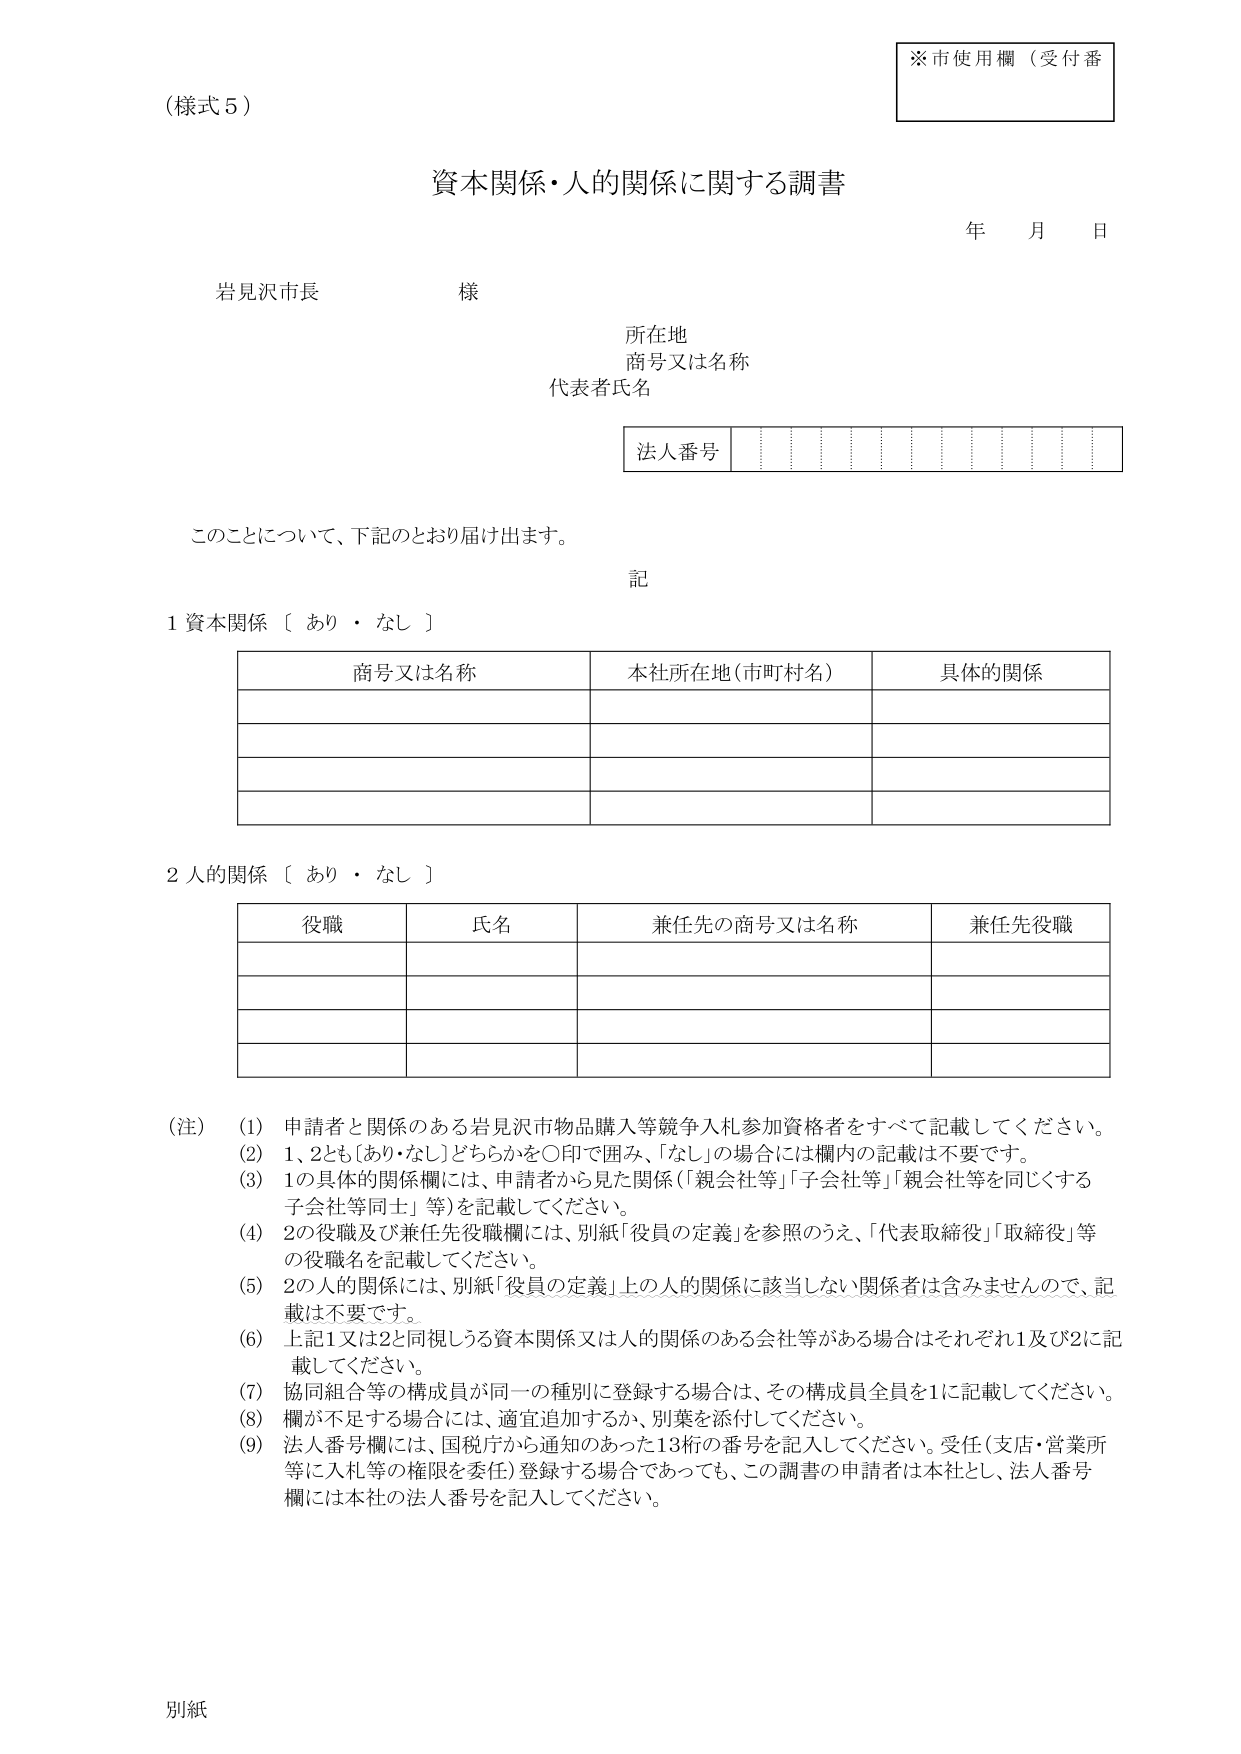 ※市使用欄（受付番
（様式５）
資本関係・人的関係に関する調書
年　　月　　日
岩見沢市長　　　　　　　様
所在地
商号又は名称
代表者氏名
法人番号
このことについて、下記のとおり届け出ます。
記
1 資本関係 〔 あり ・ なし 〕
商号又は名称　本社所在地（市町村名）　具体的関係
2 人的関係 〔 あり ・ なし 〕
役職　氏名　兼任先の商号又は名称　兼任先役職
（注）　(1)　申請者と関係のある岩見沢市物品購入等競争入札参加資格者をすべて記載してください。
(2)　1、2とも〔あり・なし〕どちらかを○印で囲み、「なし」の場合には欄内の記載は不要です。
(3)　1の具体的関係欄には、申請者から見た関係（「親会社等」「子会社等」「親会社等を同じくする
子会社等同士」等）を記載してください。
(4)　2の役職及び兼任先役職欄には、別紙「役員の定義」を参照のうえ、「代表取締役」「取締役」等
の役職名を記載してください。
(5)　2の人的関係には、別紙「役員の定義」上の人的関係に該当しない関係者は含みませんので、記
載は不要です。
(6)　上記1又は2と同視しうる資本関係又は人的関係のある会社等がある場合はそれぞれ1及び2に記
載してください。
(7)　協同組合等の構成員が同一の種別に登録する場合は、その構成員全員を1に記載してください。
(8)　欄が不足する場合には、適宜追加するか、別葉を添付してください。
(9)　法人番号欄には、国税庁から通知のあった13桁の番号を記入してください。受任（支店・営業所
等に入札等の権限を委任）登録する場合であっても、この調書の申請者は本社とし、法人番号
欄には本社の法人番号を記入してください。
別紙